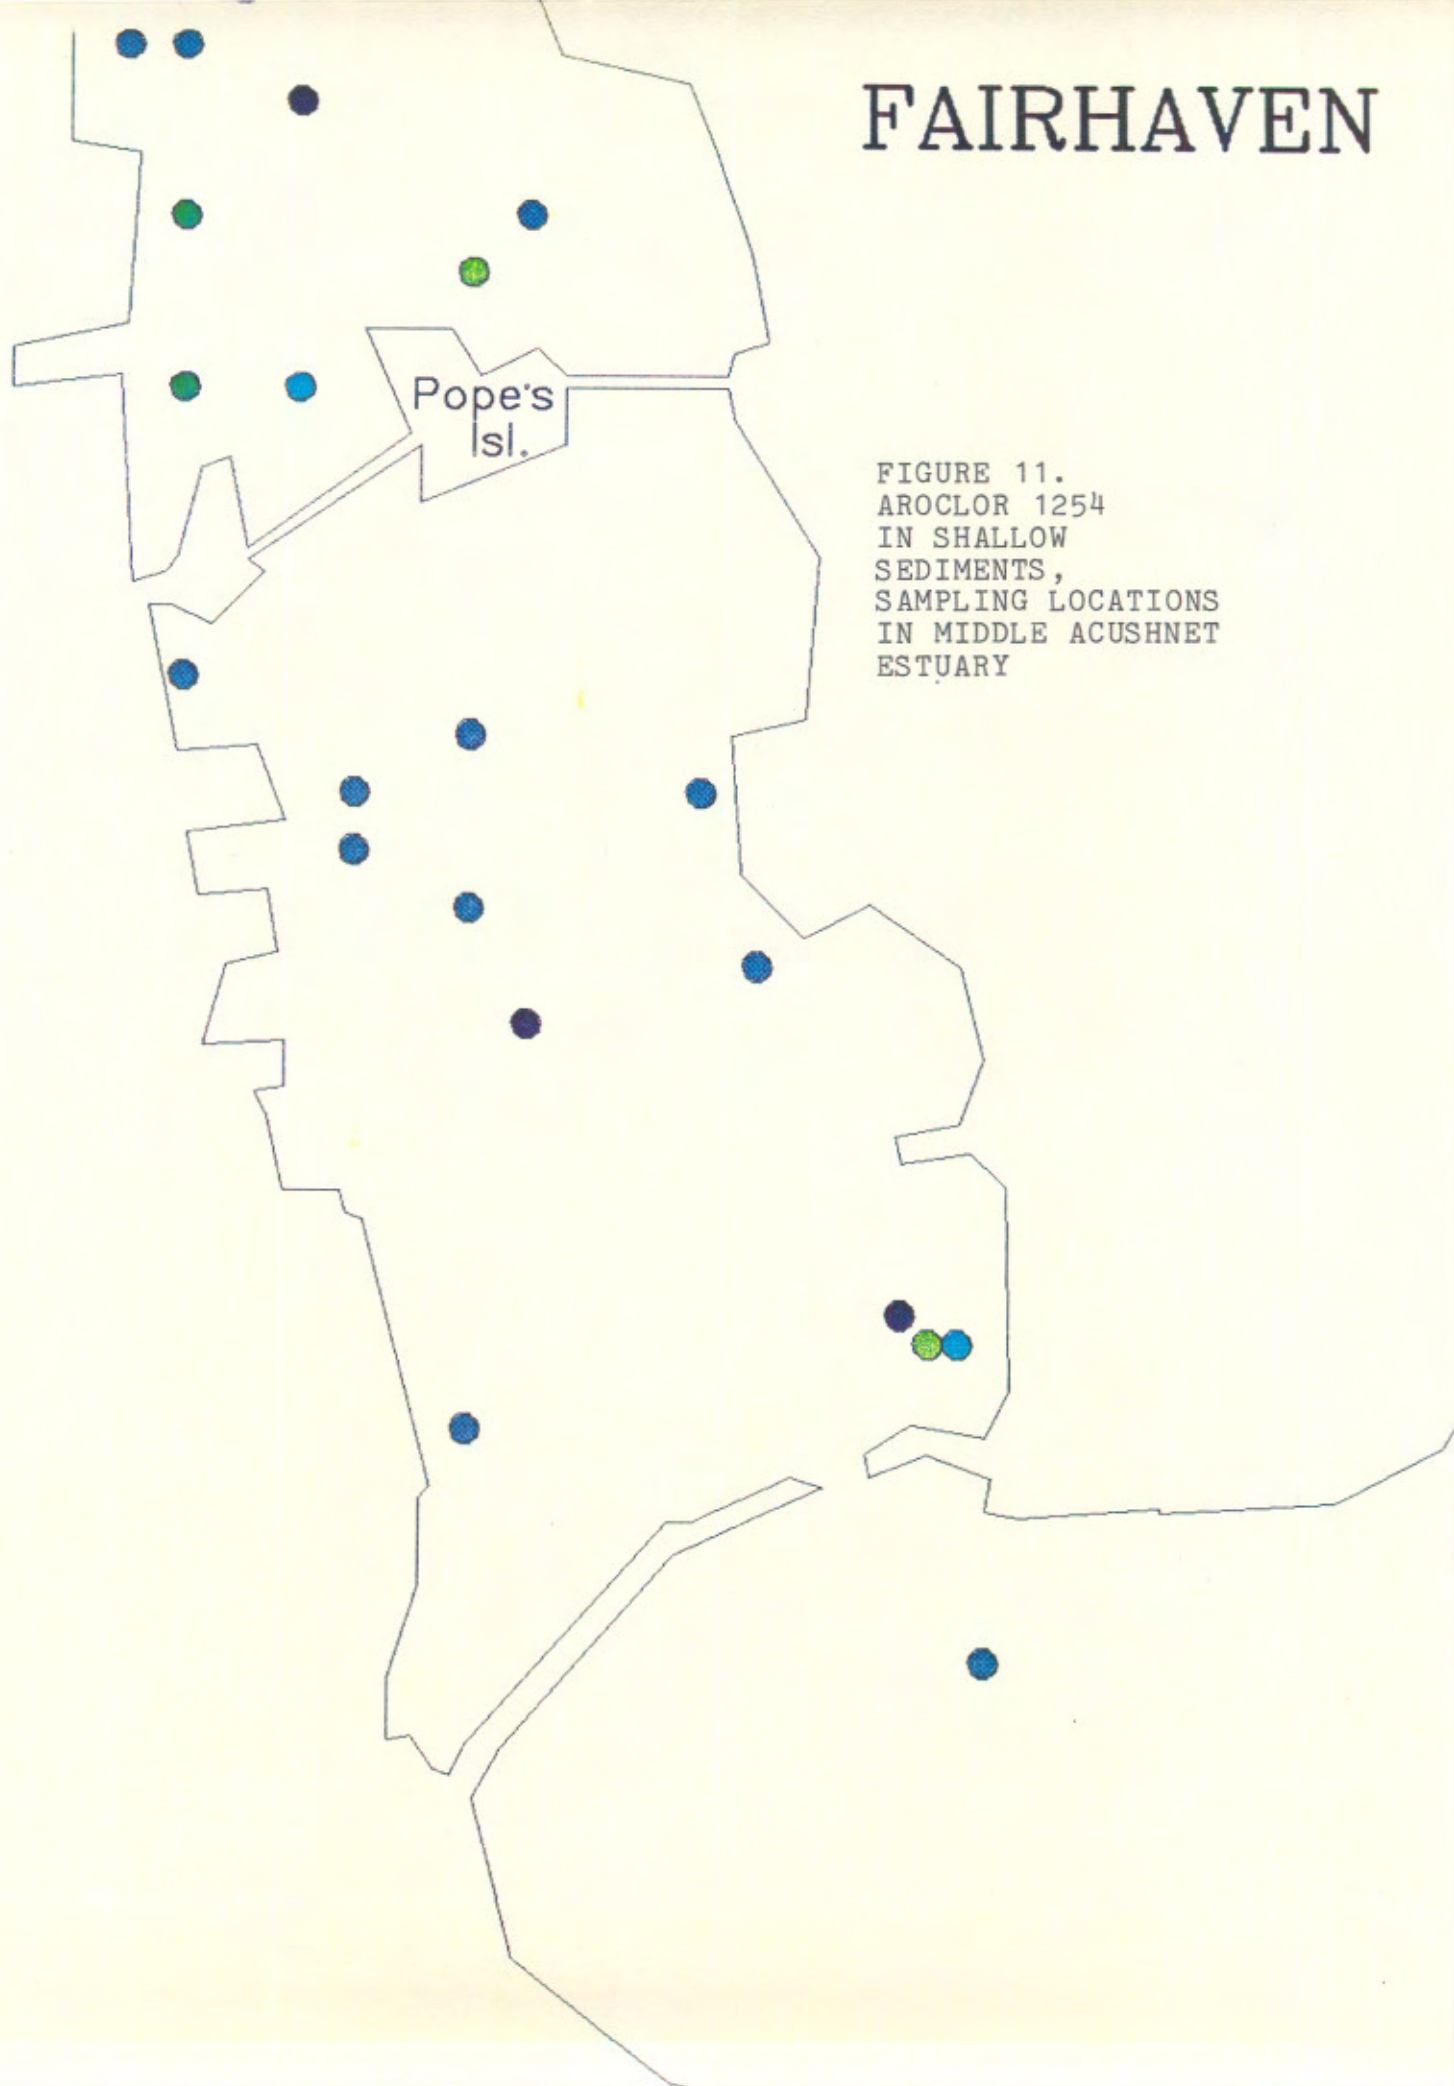 FAIRHAVEN
Pope's
Isl.
FIGURE 11.
AROCLOR 1254
IN SHALLOW
SEDIMENTS,
SAMPLING LOCATIONS
IN MIDDLE ACUSHNET
ESTUARY